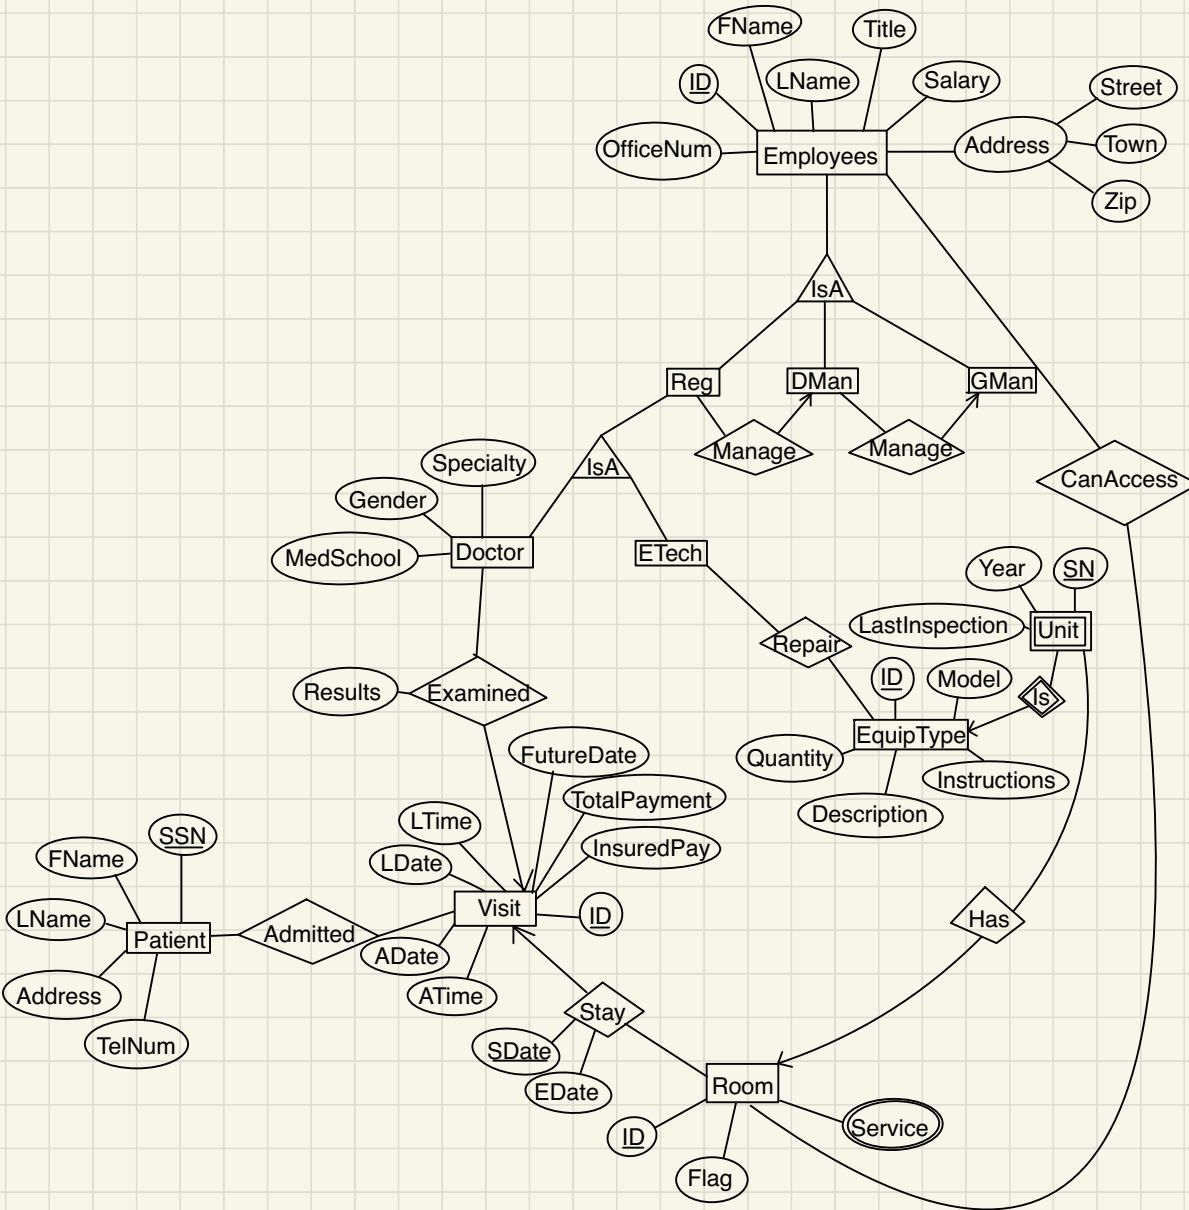 FName
Title
ID
LName
Salary
Street
OfficeNum
Employees
Address
Town
Zip
IsA
Reg
DMan
GMan
Manage
Manage
IsA
Specialty
CanAccess
Gender
MedSchool
Doctor
ETech
Year
SN
LastInspection
Unit
Repair
Results
Examined
ID
Model
Is
EquipType
Quantity
FutureDate
Instructions
TotalPayment
Description
LTime
SSN
InsuredPay
FName
LDate
Visit
ID
LName
Patient
Admitted
Has
ADate
Address
ATime
Stay
TelNum
SDate
EDate
Room
ID
Service
Flag